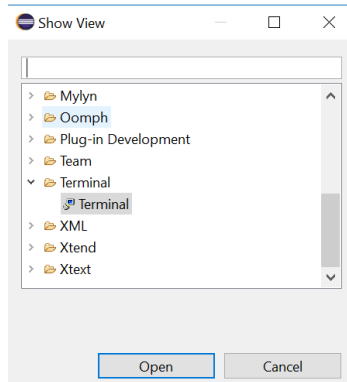 Show View
Mylyn
Oomph
Plug-in Development
Team
Terminal
Terminal
XML
Xtend
Xtext
Open Cancel